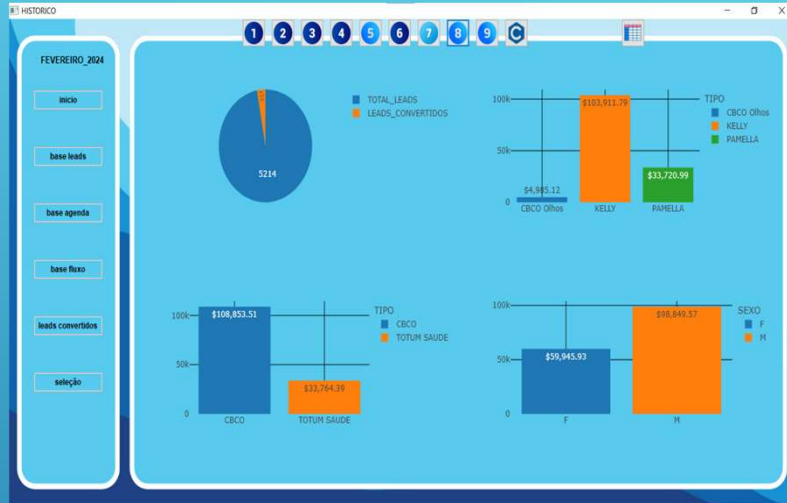 HISTORICO
1 2 3 4 5 6 7 8 9 C
FEVEREIRO_2024
inicio
base leads
base agenda
base fluxo
leads convertidos
seleção
5214
TOTAL_LEADS
LEADS_CONVERTIDOS
100k
50k
0
$4,985.12
$103,911.79
$33,720.99
CBCO Olhos
KELLY
PAMELLA
TIPO
CBCO Olhos
KELLY
PAMELLA
100k
50k
0
$108,853.51
$33,764.39
CBCO
TOTUM SAUDE
TIPO
CBCO
TOTUM SAUDE
100k
50k
0
$59,945.93
$98,849.57
F
M
SEXO
F
M